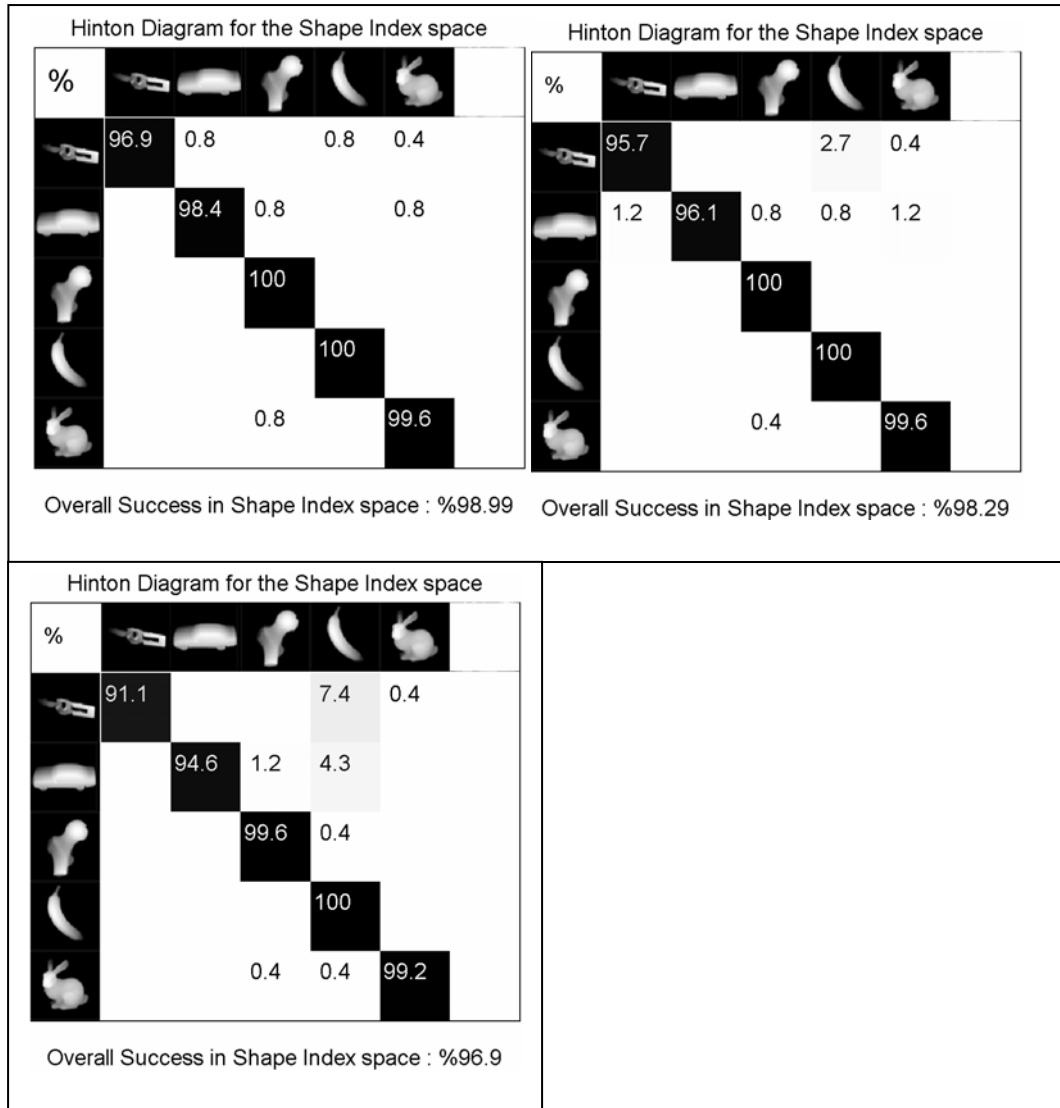 Hinton Diagram for the Shape Index space
%
96.9 0.8 0.8 0.4
98.4 0.8 0.8
100
100
0.8 99.6
Overall Success in Shape Index space : %98.99
Hinton Diagram for the Shape Index space
%
95.7 2.7 0.4
1.2 96.1 0.8 0.8 1.2
100
100
0.4 99.6
Overall Success in Shape Index space : %98.29
Hinton Diagram for the Shape Index space
%
91.1 7.4 0.4
94.6 1.2 4.3
99.6 0.4
100
0.4 0.4 99.2
Overall Success in Shape Index space : %96.9